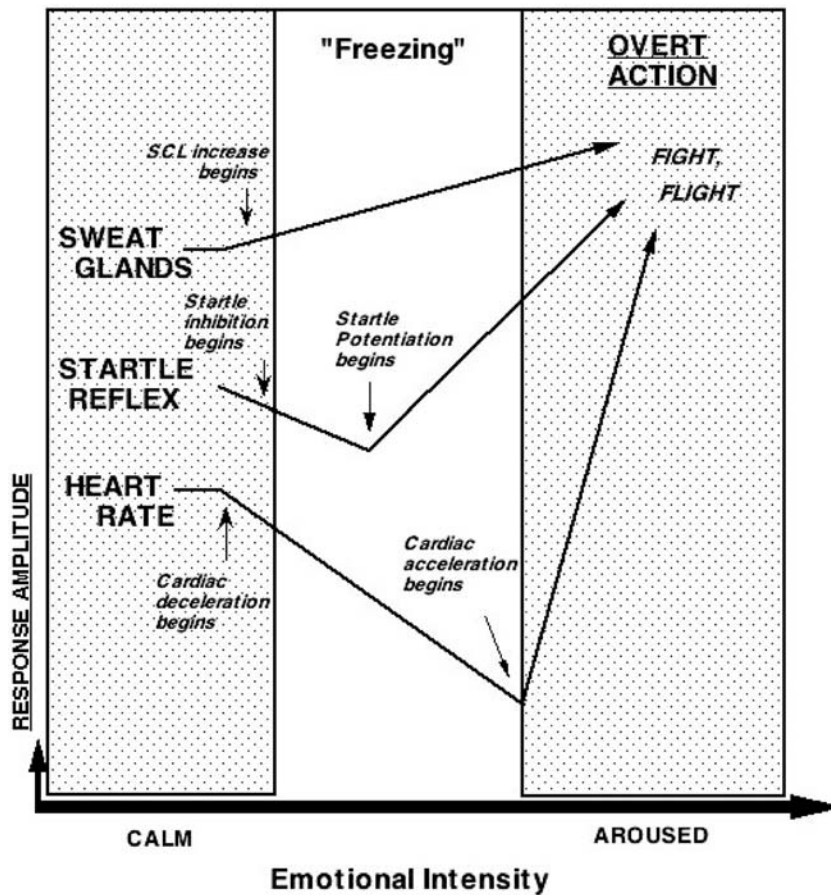 "Freezing"
OVERT
ACTION
SCL increase
begins
FIGHT,
FLIGHT
SWEAT
GLANDS
Startle
inhibition
begins
Startle
Potentiation
begins
STARTLE
REFLEX
HEART
RATE
Cardiac
deceleration
begins
Cardiac
acceleration
begins
RESPONSE AMPLITUDE
CALM
AROUSED
Emotional Intensity